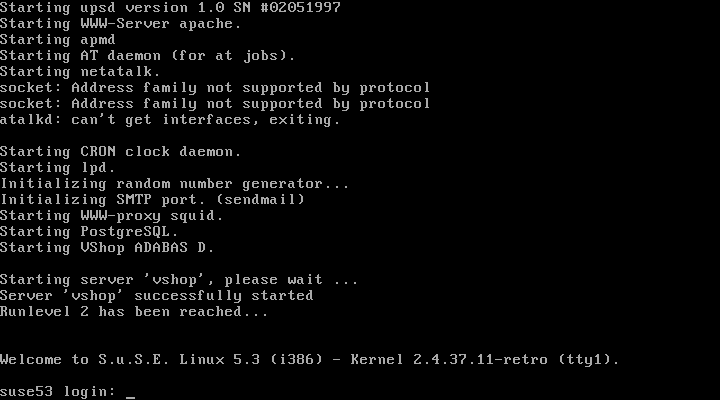 Starting upsd version 1.0 SN #02051997
Starting WWW-Server apache.
Starting apmd
Starting AT daemon (for at jobs).
Starting netatalk.
socket: Address family not supported by protocol
socket: Address family not supported by protocol
atalkd: can't get interfaces, exiting.
Starting CRON clock daemon.
Starting lpd.
Initializing random number generator...
Initializing SMTP port. (sendmail)
Starting WWW-proxy squid.
Starting PostgreSQL.
Starting VShop ADABAS D.
Starting server 'vshop', please wait ...
Server 'vshop' successfully started
Runlevel 2 has been reached...
Welcome to S.u.S.E. Linux 5.3 (i386) - Kernel 2.4.37.11-retro (tty1).
suse53 login: _